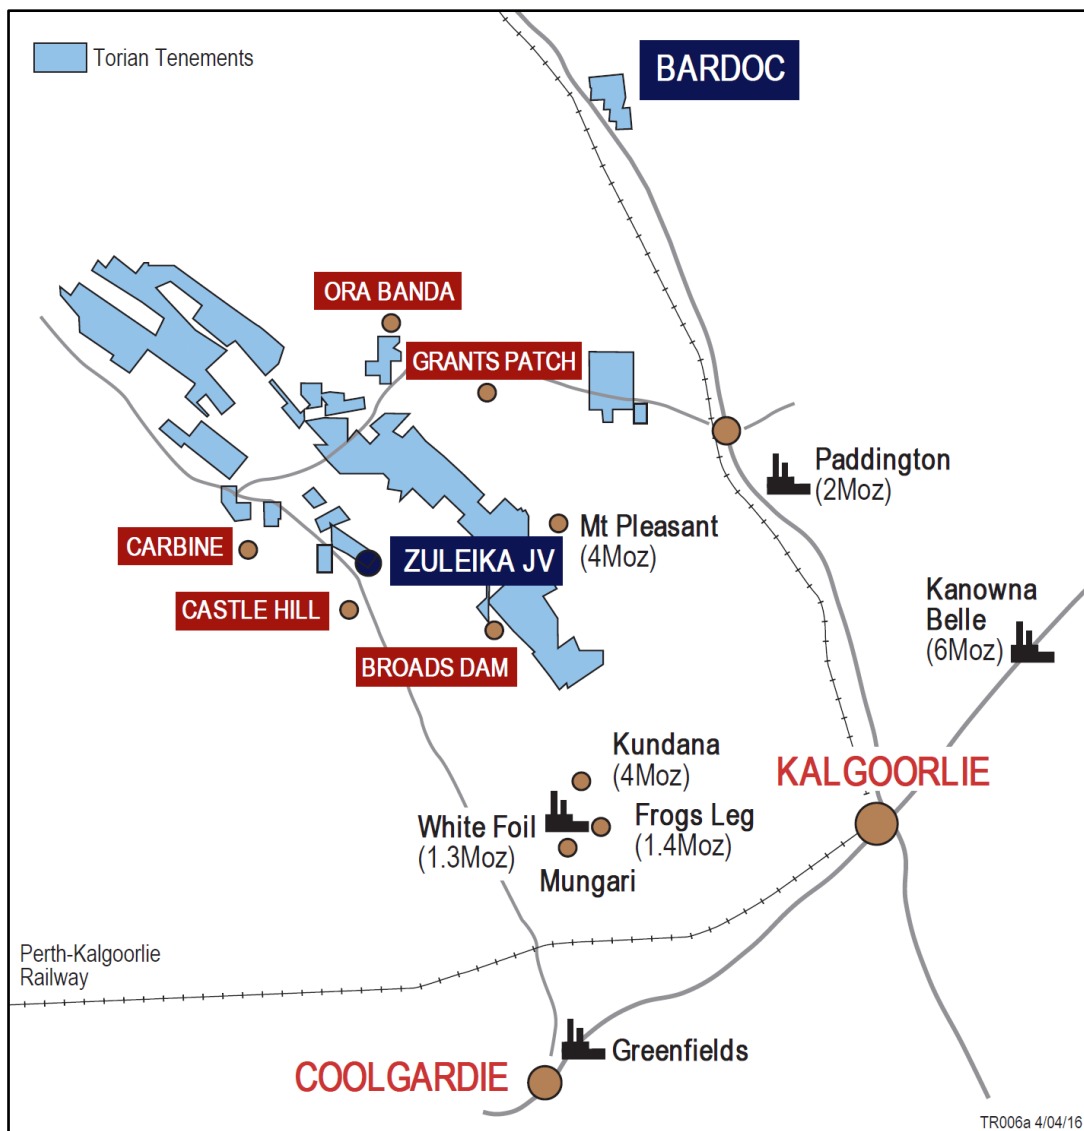 Torian Tenements
BARDOC
ORA BANDA
GRANTS PATCH
Paddington
(2Moz)
Mt Pleasant
(4Moz)
CARBINE
ZULEIKA JV
CASTLE HILL
BROADS DAM
Kanowna
Belle
(6Moz)
Kundana
(4Moz)
KALGOORLIE
White Foil
(1.3Moz)
Frogs Leg
(1.4Moz)
Mungari
Perth-Kalgoorlie
Railway
Greenfields
COOLGARDIE
TR006a 4/04/16